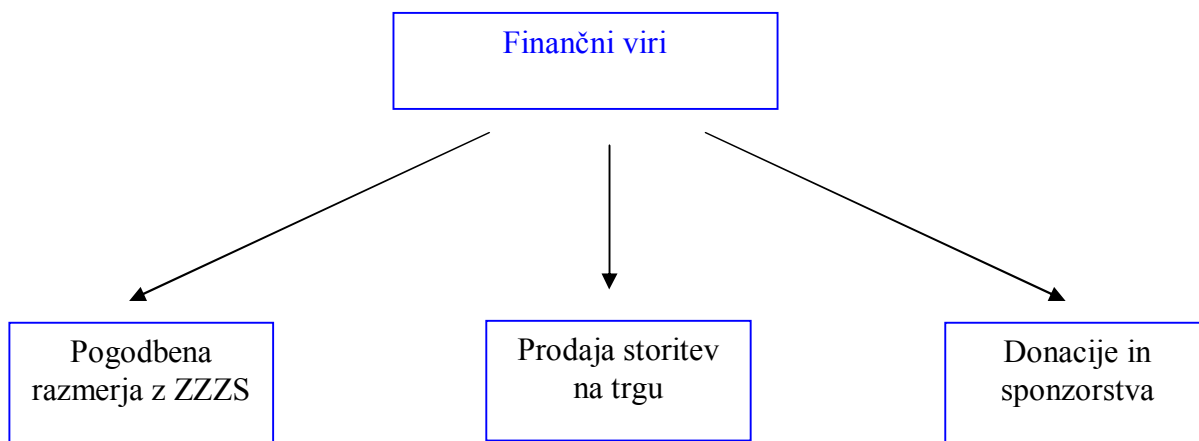 Finančni viri
Pogodbena
razmerja z ZZZS
Prodaja storitev
na trgu
Donacije in
sponzorstva